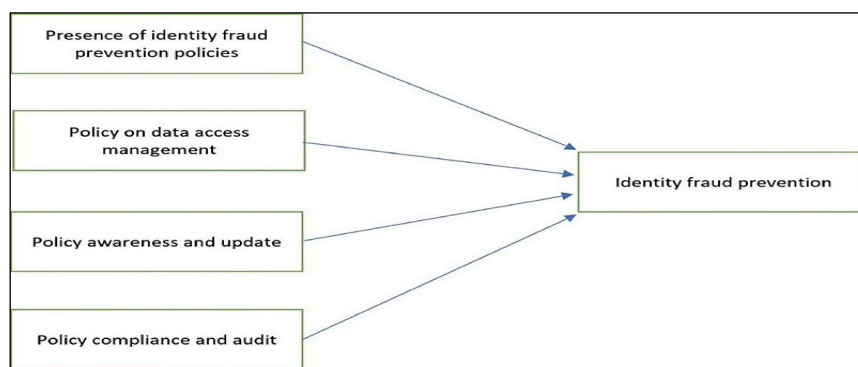 Presence of identity fraud
prevention policies
Policy on data access
management
Identity fraud prevention
Policy awareness and update
Policy compliance and audit